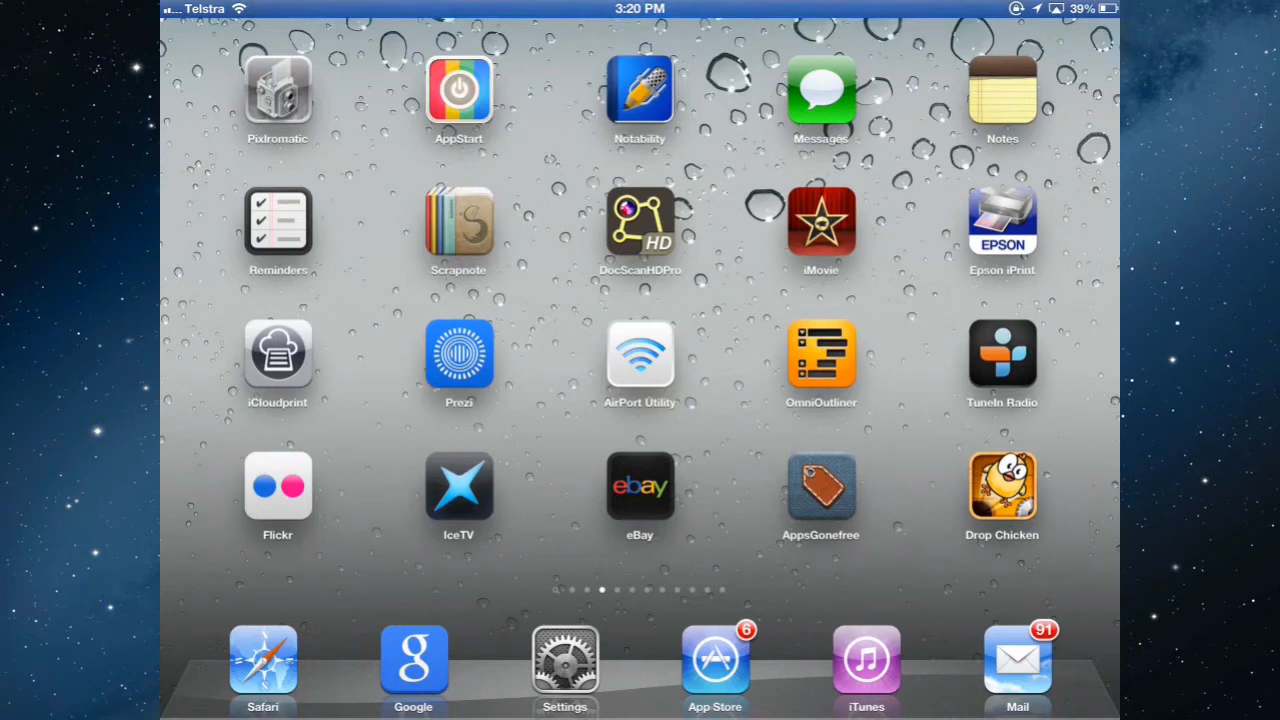 Telstra 3:20 PM 39%
Pixlromatic AppStart Notability Messages Notes
HD EPSON
Reminders Scrapnote DocScanHDPro iMovie Epson iPrint
iCloudprint Prezi AirPort Utility OmniOutliner TuneIn Radio
ebay
Flickr IceTV eBay AppsGonefree Drop Chicken
6 91
g
Safari Google Settings App Store iTunes Mail